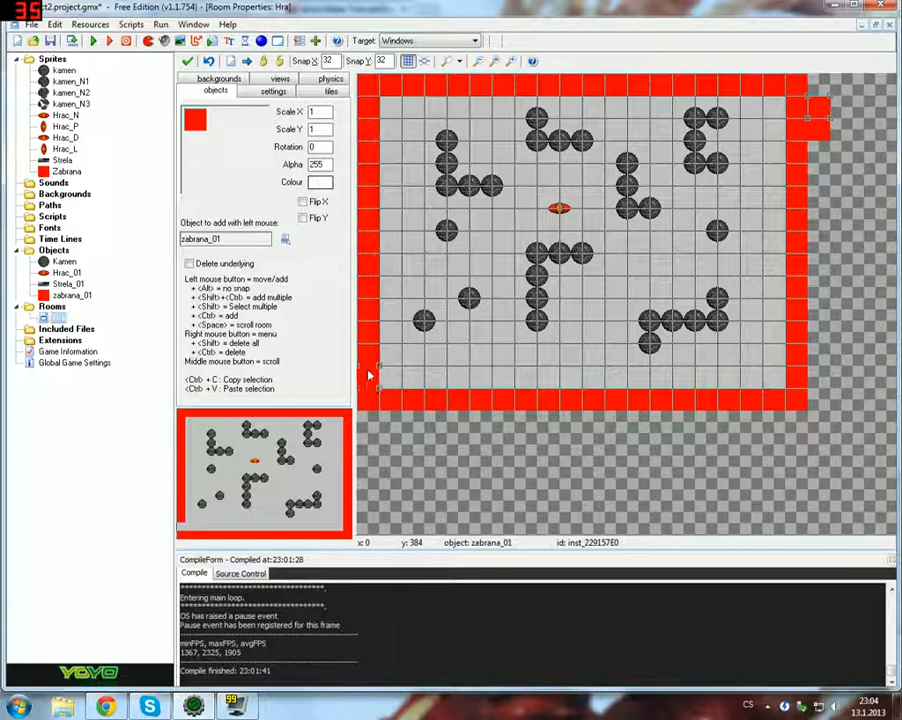 35
ct2.project.gmx* - Free Edition (v1.1.754) - [Room Properties: Hra]
File Edit Resources Scripts Run Window Help
Target: Windows
Sprites
kamen
kamen_N1
kamen_N2
kamen_N3
Hrac_N
Hrac_P
Hrac_D
Hrac_L
Strela
Zabrana
Sounds
Backgrounds
Paths
Scripts
Fonts
Time Lines
Objects
Kamen
Hrac_01
Strela_01
zabrana_01
Rooms
Included Files
Extensions
Game Information
Global Game Settings
Snap X: 32 Snap Y: 32
backgrounds views physics
objects settings tiles
Scale X 1
Scale Y 1
Rotation 0
Alpha 255
Colour
Flip X
Flip Y
Object to add with left mouse:
zabrana_01
Delete underlying
Left mouse button = move/add
+ <Alt> = no snap
+ <Shift>+<Ctrl> = add multiple
+ <Shift> = Select multiple
+ <Ctrl> = add
+ <Space> = scroll room
Right mouse button = menu
+ <Shift> = delete all
+ <Ctrl> = delete
Middle mouse button = scroll
<Ctrl + C : Copy selection
<Ctrl + V : Paste selection
x: 0 y: 384 object: zabrana_01 id: inst_229157E0
CompileForm - Compiled at:23:01:28
Compile Source Control
Entering main loop.
OS has raised a pause event
Pause event has been registered for this frame
minFPS, maxFPS, avgFPS
1367, 2325, 1905
Compile finished: 23:01:41
YOYO
99
CS
23:04
13.1.2013